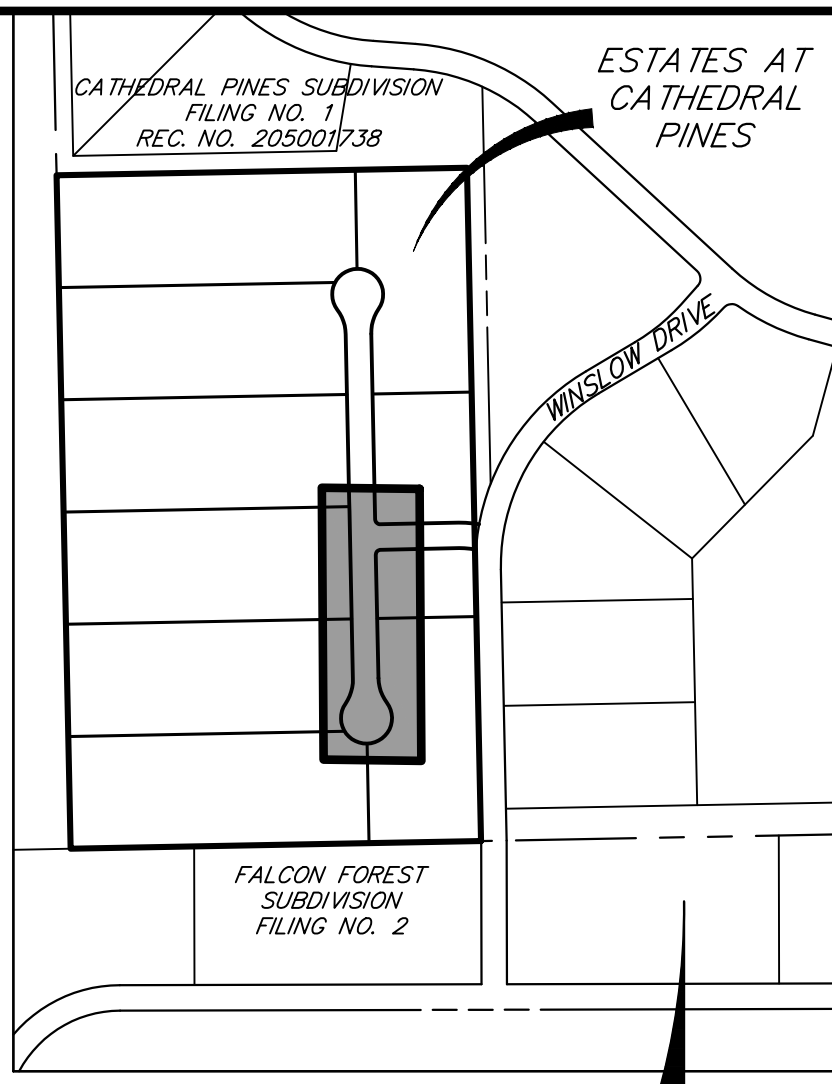 ESTATES AT
CATHEDRAL
PINES
CATHEDRAL PINES SUBDIVISION
FILING NO. 1
REC. NO. 205001738
WINSLOW DRIVE
FALCON FOREST
SUBDIVISION
FILING NO. 2